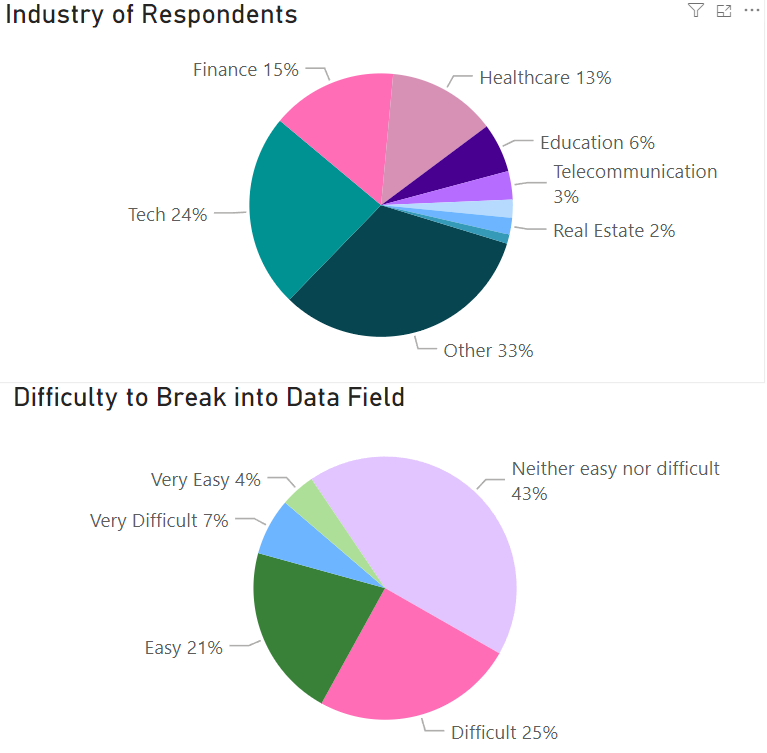 Industry of Respondents
Finance 15%
Healthcare 13%
Education 6%
Telecommunication
3%
Tech 24%
Real Estate 2%
Other 33%
Difficulty to Break into Data Field
Neither easy nor difficult
43%
Very Easy 4%
Very Difficult 7%
Easy 21%
Difficult 25%